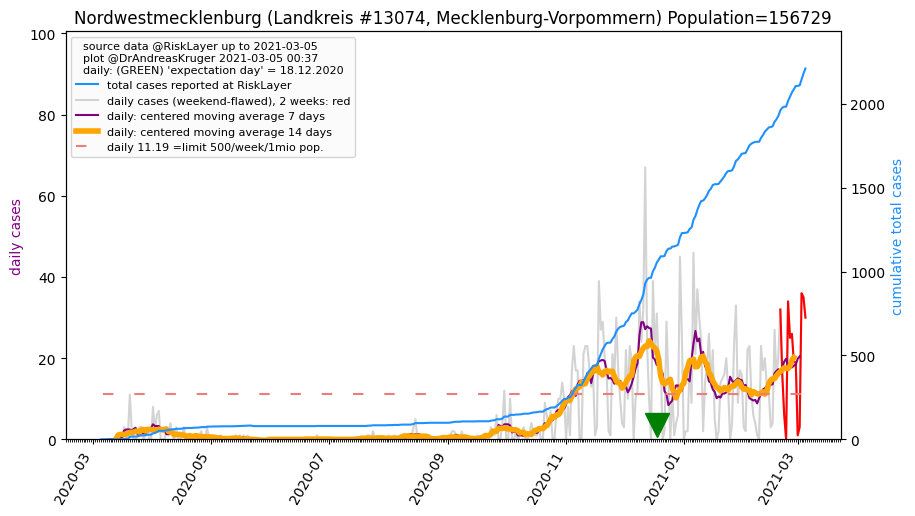 Nordwestmecklenburg (Landkreis #13074, Mecklenburg-Vorpommern) Population=156729
source data @RiskLayer up to 2021-03-05
plot @DrAndreasKruger 2021-03-05 00:37
daily: (GREEN) 'expectation day' = 18.12.2020
total cases reported at RiskLayer
daily cases (weekend-flawed), 2 weeks: red
daily: centered moving average 7 days
daily: centered moving average 14 days
daily 11.19 =limit 500/week/1mio pop.
daily cases
100
80
60
40
20
0
cumulative total cases
2000
1500
1000
500
0
2020-03
2020-05
2020-07
2020-09
2020-11
2021-01
2021-03